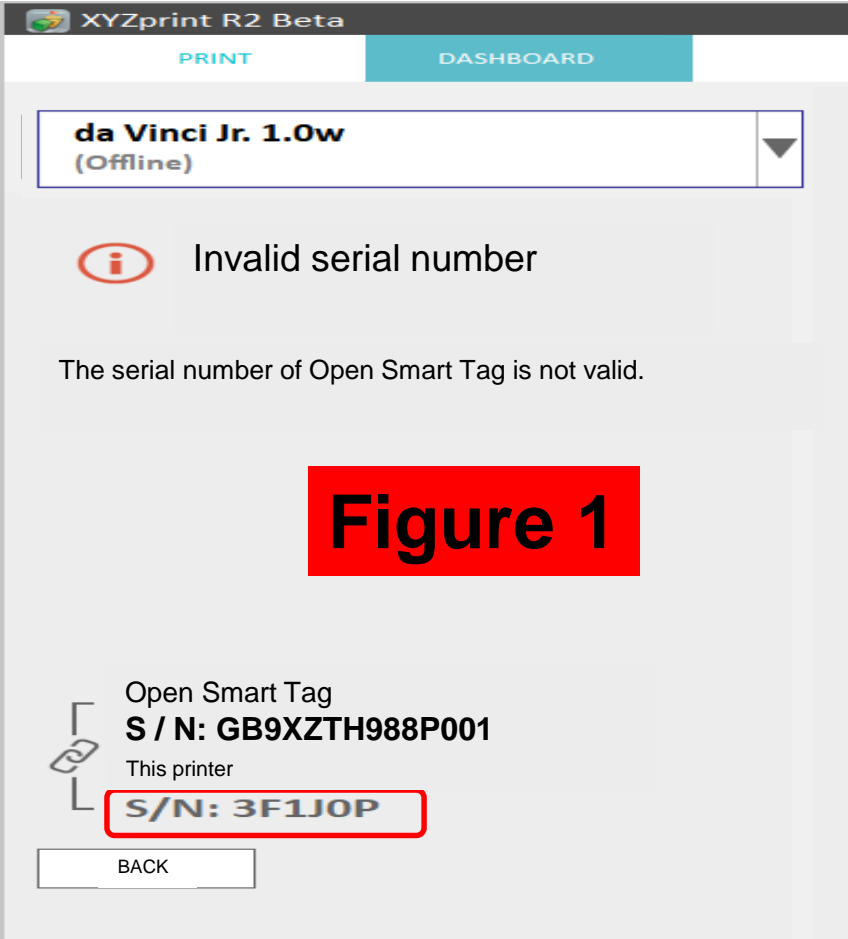 XYZprint R2 Beta
PRINT DASHBOARD
da Vinci Jr. 1.0w
(Offline)
Invalid serial number
The serial number of Open Smart Tag is not valid.
Figure 1
Open Smart Tag
S / N: GB9XZTH988P001
This printer
S/N: 3F1J0P
BACK